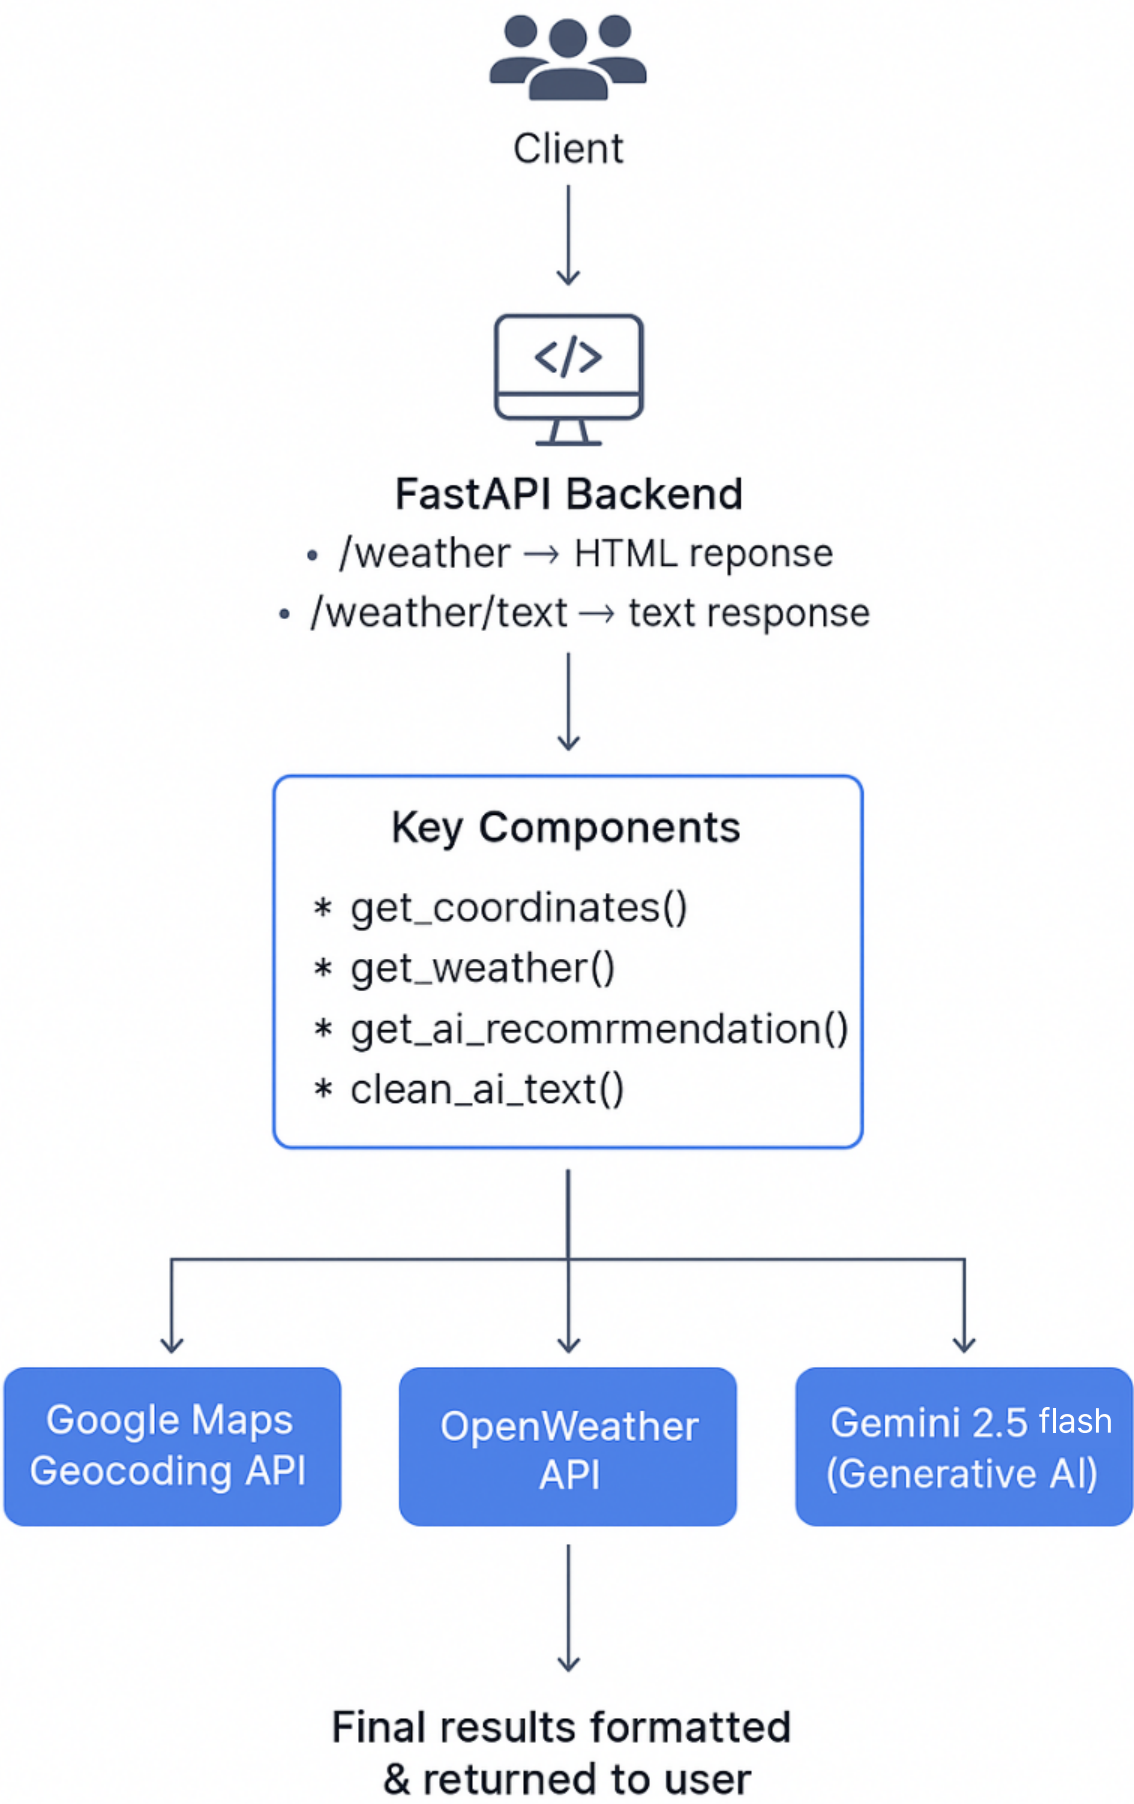 Client
</>
FastAPI Backend
• /weather → HTML reponse
• /weather/text → text response
Key Components
* get_coordinates()
* get_weather()
* get_ai_recomrmendation()
* clean_ai_text()
Google Maps
Geocoding API
OpenWeather
API
Gemini 2.5 flash
(Generative AI)
Final results formatted
& returned to user